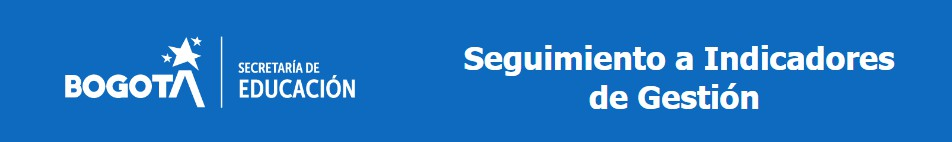 BOGOTÁ
SECRETARÍA DE
EDUCACIÓN
Seguimiento a Indicadores
de Gestión